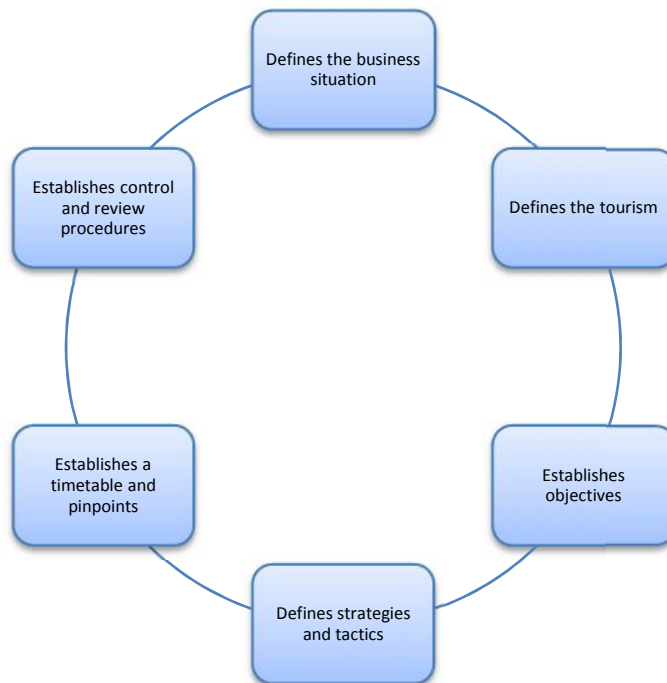 Defines the business
situation
Defines the tourism
Establishes
objectives
Defines strategies
and tactics
Establishes a
timetable and
pinpoints
Establishes control
and review
procedures